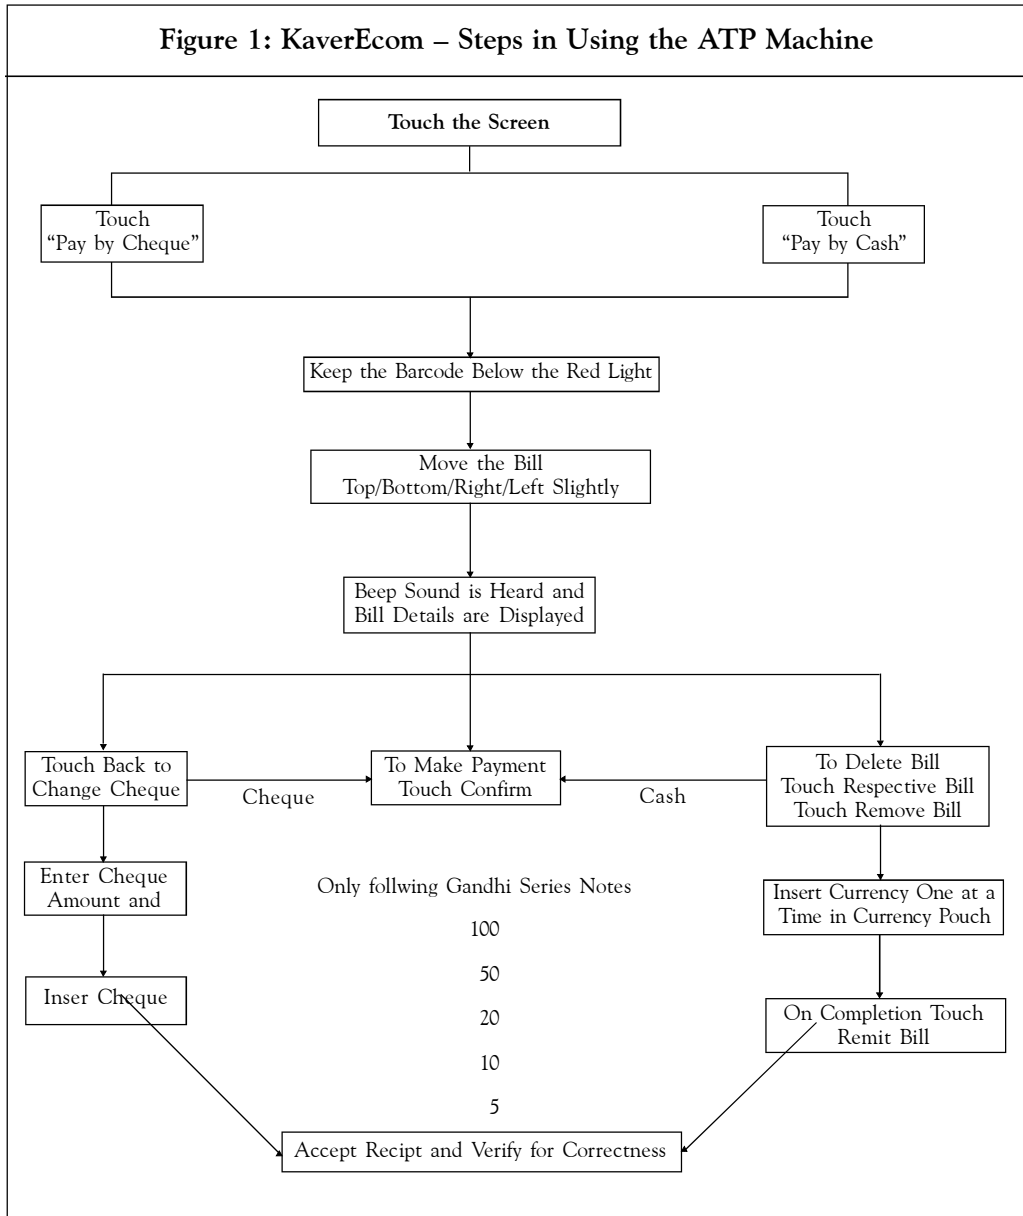 Figure 1: KaverEcom – Steps in Using the ATP Machine
Touch the Screen
Touch
“Pay by Cheque”
Touch
“Pay by Cash”
Keep the Barcode Below the Red Light
Move the Bill
Top/Bottom/Right/Left Slightly
Beep Sound is Heard and
Bill Details are Displayed
Touch Back to
Change Cheque
Cheque
To Make Payment
Touch Confirm
Cash
To Delete Bill
Touch Respective Bill
Touch Remove Bill
Enter Cheque
Amount and
Only follwing Gandhi Series Notes
100
50
20
10
5
Insert Currency One at a
Time in Currency Pouch
Inser Cheque
On Completion Touch
Remit Bill
Accept Recipt and Verify for Correctness